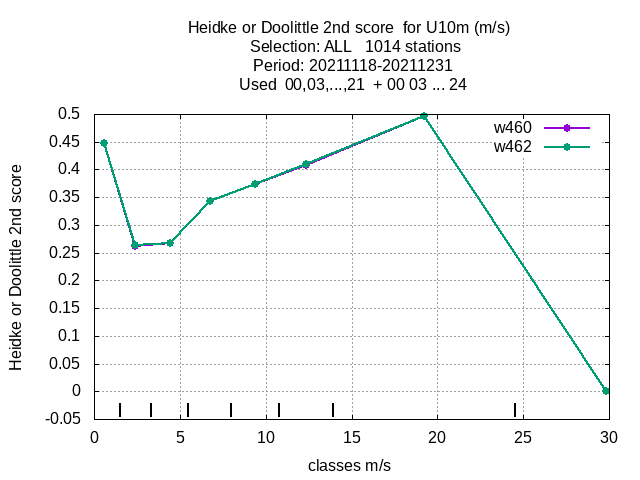 Heidke or Doolittle 2nd score  for U10m (m/s)
Selection: ALL   1014 stations
Period: 20211118-20211231
Used  00,03,...,21  + 00 03 ... 24
w460
w462
Heidke or Doolittle 2nd score
0.5
0.45
0.4
0.35
0.3
0.25
0.2
0.15
0.1
0.05
0
-0.05
0 5 10 15 20 25 30
classes m/s